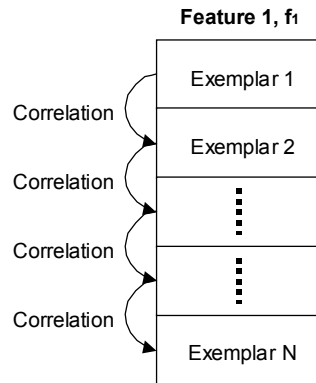 Feature 1, f₁
Exemplar 1
Correlation
Exemplar 2
Correlation
Correlation
Correlation
Exemplar N